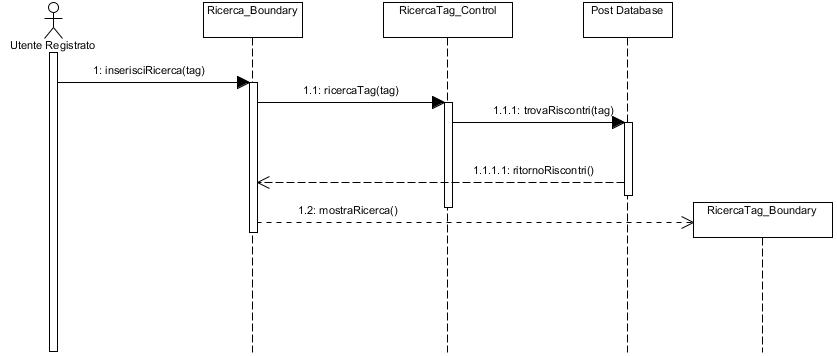 Ricerca_Boundary
RicercaTag_Control
Post Database
Utente Registrato
1: inserisciRicerca(tag)
1.1: ricercaTag(tag)
1.1.1: trovaRiscontri(tag)
1.1.1.1: ritornoRiscontri()
1.2: mostraRicerca()
RicercaTag_Boundary